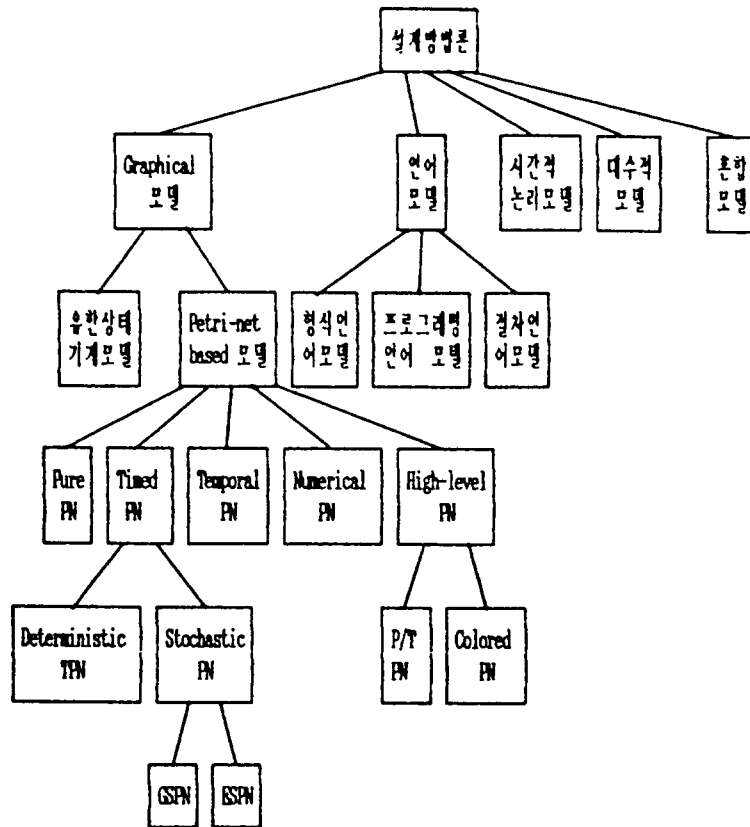 설계방법론
Graphical
모델
언어
모델
시간적
논리모델
대수적
모델
혼합
모델
유한상태
기계모델
Petri-net
based 모델
형식언
어모델
프로그래밍
언어 모델
절차언
어모델
Pure
PN
Timed
PN
Temporal
PN
Numerical
PN
High-level
PN
Deterministic
TPN
Stochastic
PN
P/T
PN
Colored
PN
GSPN
ESPN